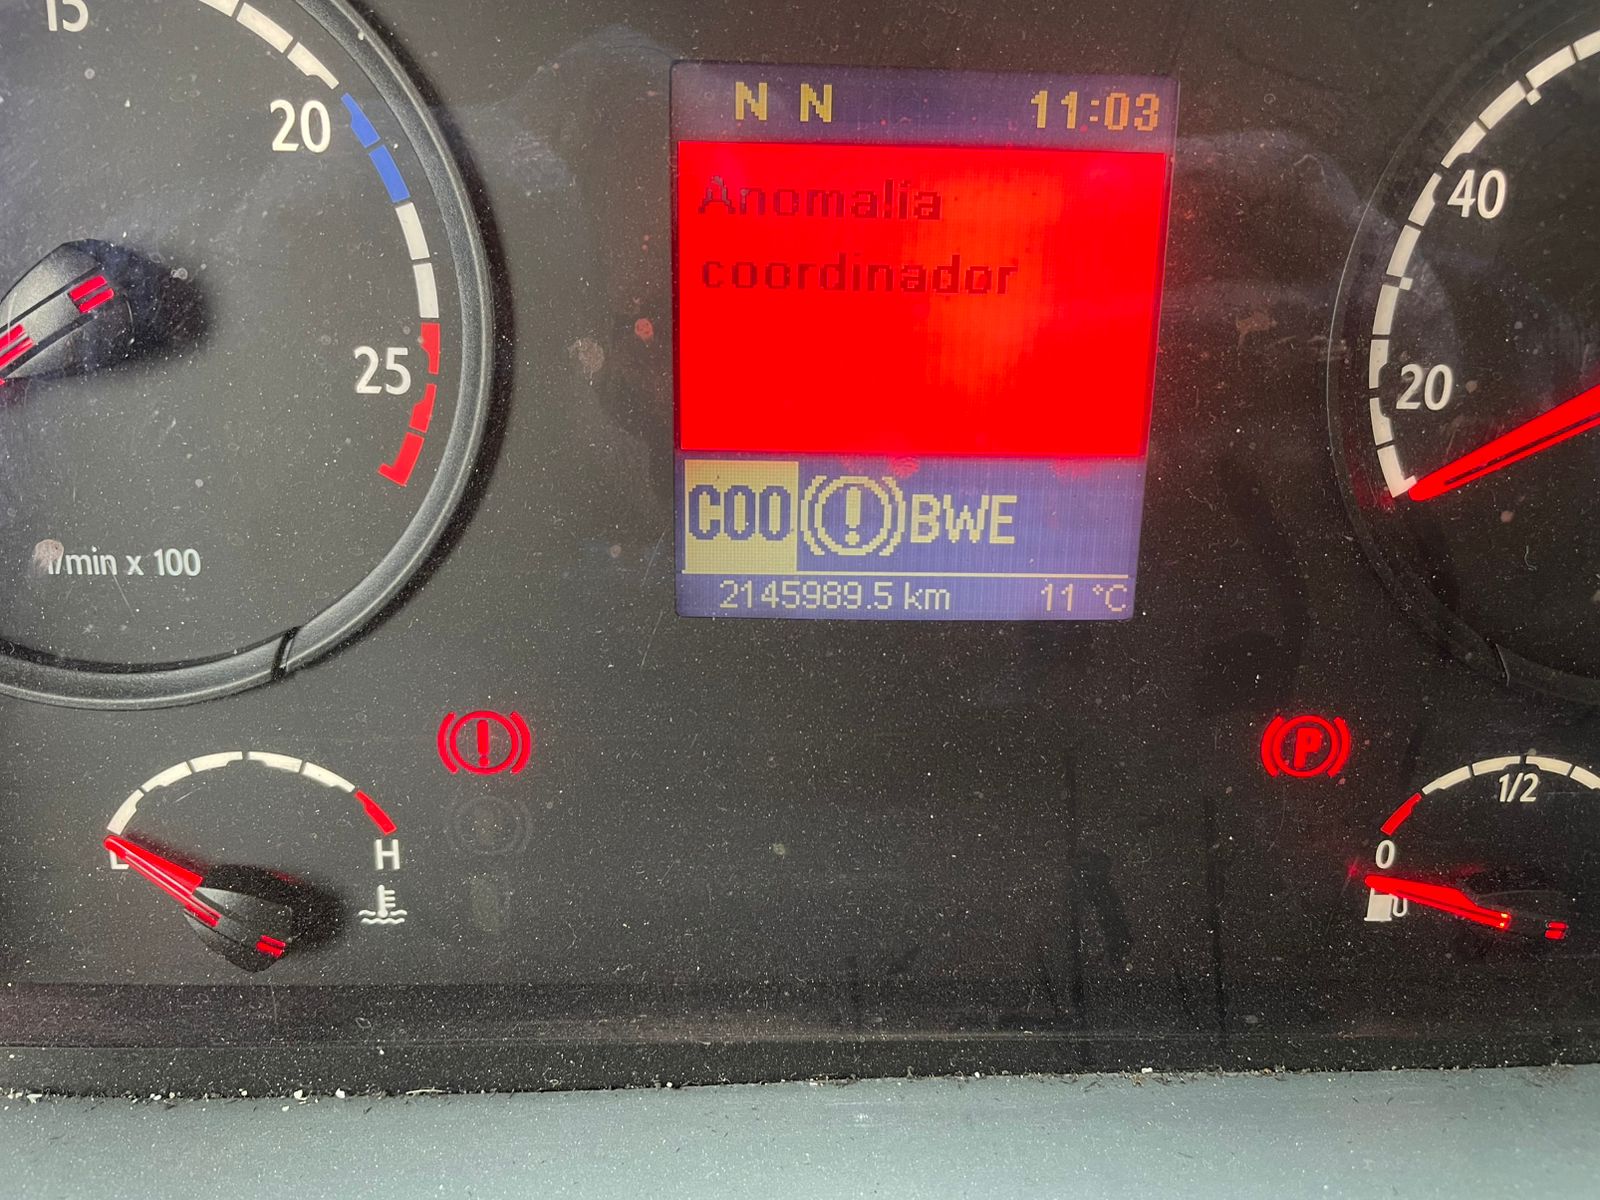 15
20
25
r/min x 100
N N 11:03
Anomalia
coordinador
COO (!) BWE
2145989.5 km 11 °C
40
20
(!)
(P)
L H
1/2
0